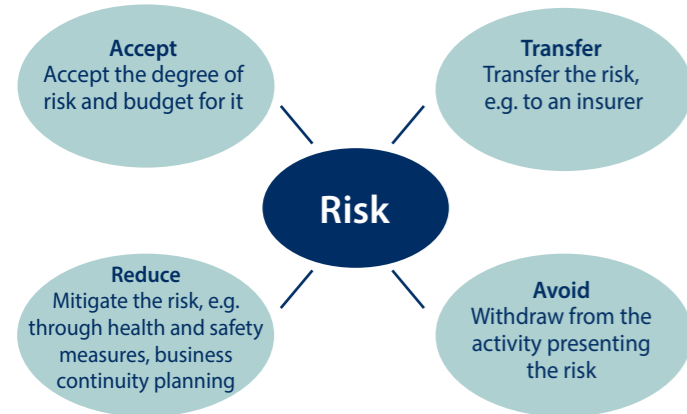 Accept
Accept the degree of
risk and budget for it
Transfer
Transfer the risk,
e.g. to an insurer
Risk
Reduce
Mitigate the risk, e.g.
through health and safety
measures, business
continuity planning
Avoid
Withdraw from the
activity presenting
the risk